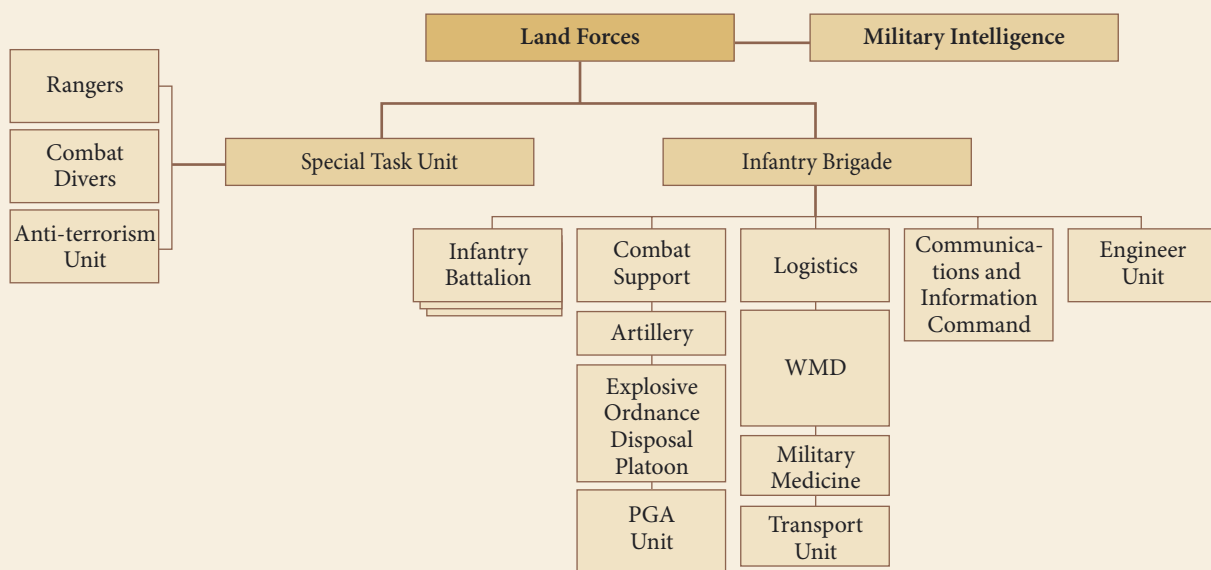 Land Forces
Military Intelligence
Rangers
Combat
Divers
Anti-terrorism
Unit
Special Task Unit
Infantry Brigade
Infantry
Battalion
Combat
Support
Artillery
Explosive
Ordnance
Disposal
Platoon
PGA
Unit
Logistics
WMD
Military
Medicine
Transport
Unit
Communica-
tions and
Information
Command
Engineer
Unit